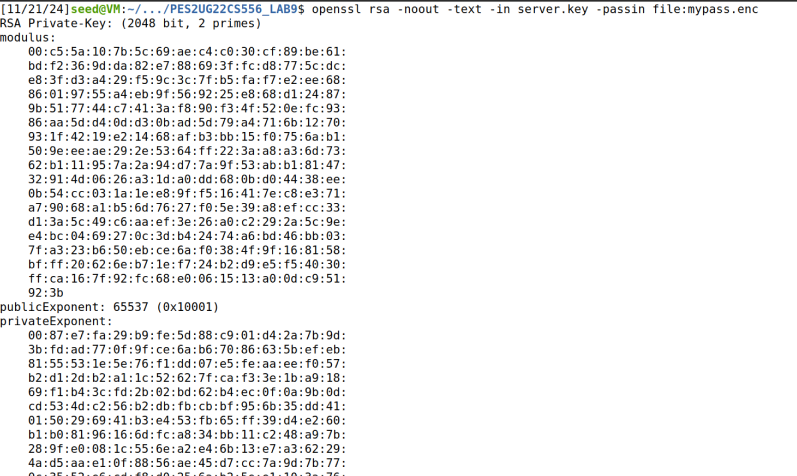 [11/21/24]seed@VM:~/.../PES2UG22CS556_LAB9$ openssl rsa -noout -text -in server.key -passin file:mypass.enc
RSA Private-Key: (2048 bit, 2 primes)
modulus:
00:c5:5a:10:7b:5c:69:ae:c4:c0:30:cf:89:be:61:
bd:f2:36:9d:da:82:e7:88:69:3f:fc:d8:77:5c:dc:
e8:3f:d3:a4:29:f5:9c:3c:7f:b5:fa:f7:e2:ee:68:
86:01:97:55:a4:eb:9f:56:92:25:e8:68:d1:24:87:
9b:51:77:44:c7:41:3a:f8:90:f3:4f:52:0e:fc:93:
86:aa:5d:d4:0d:d3:0b:ad:5d:79:a4:71:6b:12:70:
93:1f:42:19:e2:14:68:af:b3:bb:15:f0:75:6a:b1:
50:9e:ee:ae:29:2e:53:64:ff:22:3a:a8:a3:6d:73:
62:b1:11:95:7a:2a:94:d7:7a:9f:53:ab:b1:81:47:
32:91:4d:06:26:a3:1d:a0:dd:68:0b:d0:44:38:ee:
0b:54:cc:03:1a:1e:e8:9f:f5:16:41:7e:c8:e3:71:
a7:90:68:a1:b5:6d:76:27:f0:5e:39:a8:ef:cc:33:
d1:3a:5c:49:c6:aa:ef:3e:26:a0:c2:29:2a:5c:9e:
e4:bc:04:69:27:0c:3d:b4:24:74:a6:bd:46:bb:03:
7f:a3:23:b6:50:eb:ce:6a:f0:38:4f:9f:16:81:58:
bf:ff:20:62:6e:b7:1e:f7:24:b2:d9:e5:f5:40:30:
ff:ca:16:7f:92:fc:68:e0:06:15:13:a0:0d:c9:51:
92:3b
publicExponent: 65537 (0x10001)
privateExponent:
00:87:e7:fa:29:b9:fe:5d:88:c9:01:d4:2a:7b:9d:
3b:fd:ad:77:0f:9f:ce:6a:b6:70:86:63:5b:ef:eb:
81:55:53:1e:5e:76:f1:dd:07:e5:fe:aa:ee:f0:57:
b2:d1:2d:b2:a1:1c:52:62:7f:ca:f3:3e:1b:a9:18:
69:f1:b4:3c:fd:2b:02:bd:62:b4:ec:0f:0a:9b:0d:
cd:53:4d:c2:56:b2:db:fb:cb:bf:95:6b:35:dd:41:
01:50:29:69:41:b3:e4:53:fb:65:ff:39:d4:e2:60:
b1:b0:81:96:16:6d:fc:a8:34:bb:11:c2:48:a9:7b:
28:9f:e0:08:1c:55:6e:a2:e4:6b:13:e7:a3:62:29:
4a:d5:aa:e1:0f:88:56:ae:45:d7:cc:7a:9d:7b:77: